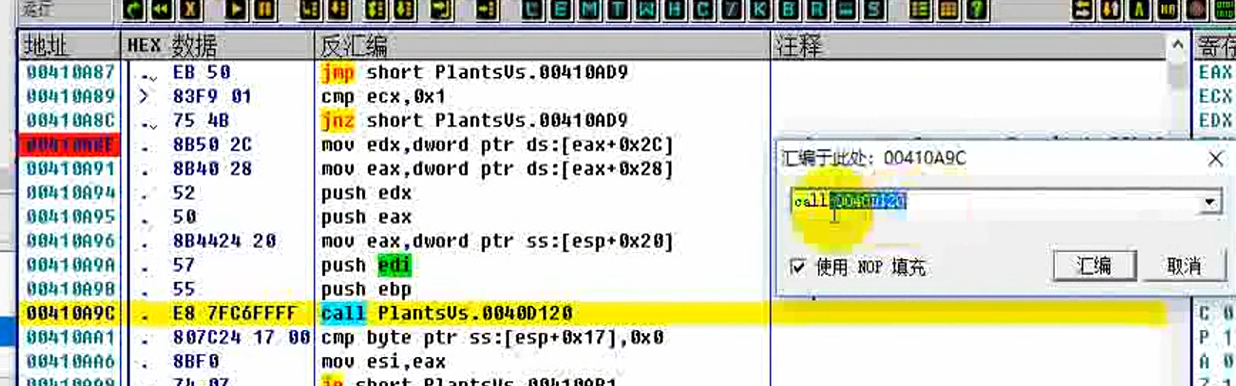 运行 L E M T W H C / K B R ... S
地址 HEX 数据 反汇编 注释 寄存
00410A87 EB 50 jmp short PlantsVs.00410AD9 EAX
00410A89 > 83F9 01 cmp ecx,0x1 ECX
00410A8C 75 4B jnz short PlantsVs.00410AD9 EDX
00410A8E . 8B50 2C mov edx,dword ptr ds:[eax+0x2C]
00410A91 . 8B40 28 mov eax,dword ptr ds:[eax+0x28]
00410A94 . 52 push edx
00410A95 . 50 push eax
00410A96 . 8B4424 20 mov eax,dword ptr ss:[esp+0x20]
00410A9A . 57 push edi
00410A9B . 55 push ebp
00410A9C . E8 7FC6FFFF call PlantsVs.0040D120 C 0
00410AA1 . 807C24 17 00 cmp byte ptr ss:[esp+0x17],0x0 P 1
00410AA6 . 8BF0 mov esi,eax A 0
00410AA8 . 74 07 je short PlantsVs.00410AB1
汇编于此处: 00410A9C
call 0040D120
使用 NOP 填充 汇编 取消